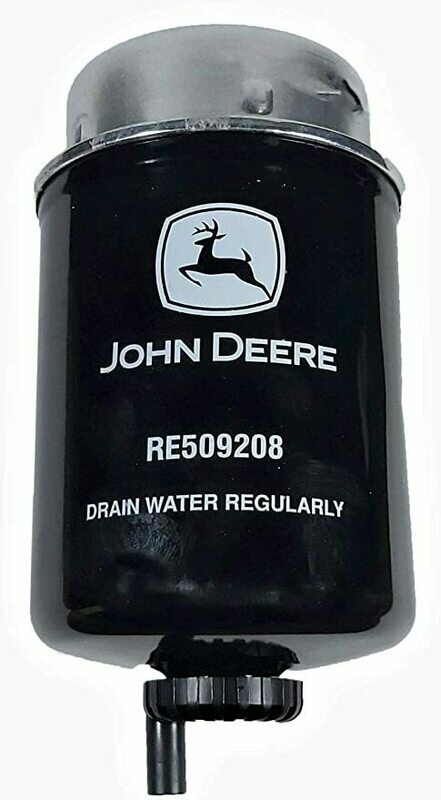 JOHN DEERE
RE509208
DRAIN WATER REGULARLY